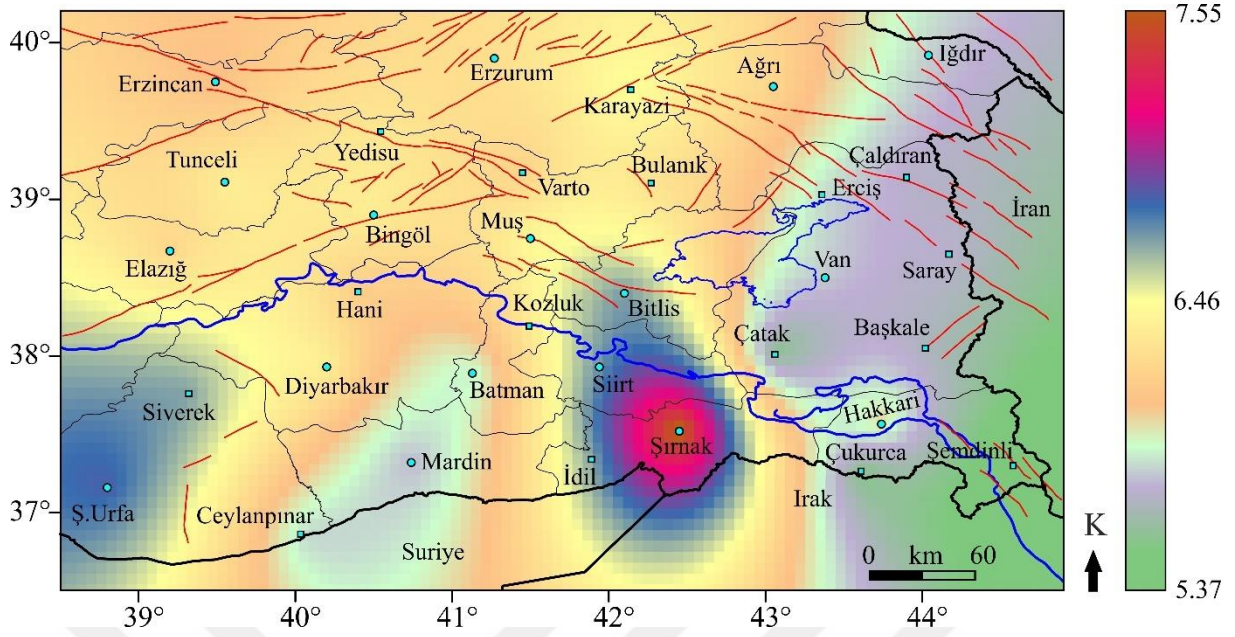 40°
39°
38°
37°
Erzincan
Erzurum
Ağrı
Iğdır
Karayazi
Tunceli
Yedisu
Varto
Bulanık
Çaldıran
Erciş
İran
Elazığ
Bingöl
Muş
Van
Saray
Hani
Kozluk
Bitlis
Çatak
Başkale
Siverek
Diyarbakır
Batman
Siirt
Hakkarı
Mardin
İdil
Şırnak
Çukurca
Şemdinli
Ş.Urfa
Ceylanpınar
Suriye
Irak
0 km 60
K
39° 40° 41° 42° 43° 44°
7.55
6.46
5.37